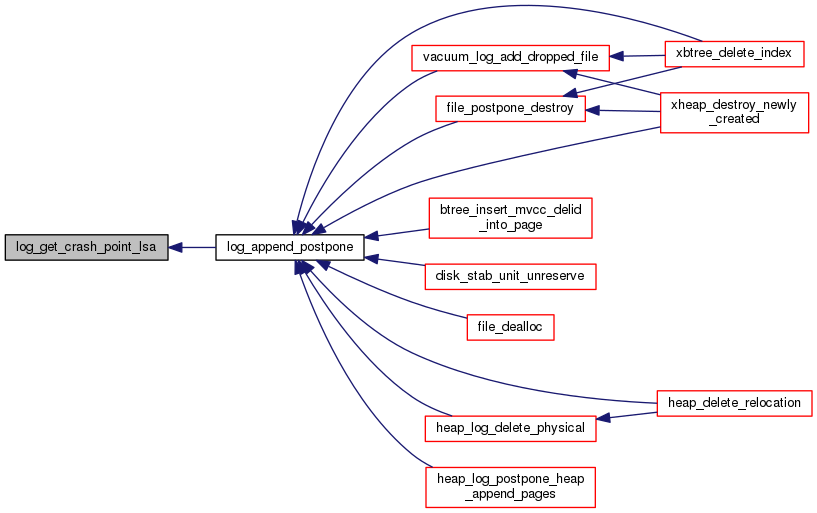 xbtree_delete_index
vacuum_log_add_dropped_file
file_postpone_destroy
xheap_destroy_newly
_created
btree_insert_mvcc_delid
_into_page
log_get_crash_point_lsa
log_append_postpone
disk_stab_unit_unreserve
file_dealloc
heap_delete_relocation
heap_log_delete_physical
heap_log_postpone_heap
_append_pages